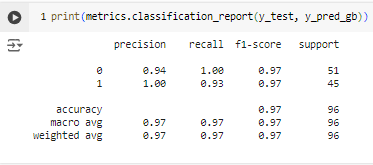 1 print(metrics.classification_report(y_test, y_pred_gb))
precision recall f1-score support
0 0.94 1.00 0.97 51
1 1.00 0.93 0.97 45
accuracy 0.97 96
macro avg 0.97 0.97 0.97 96
weighted avg 0.97 0.97 0.97 96